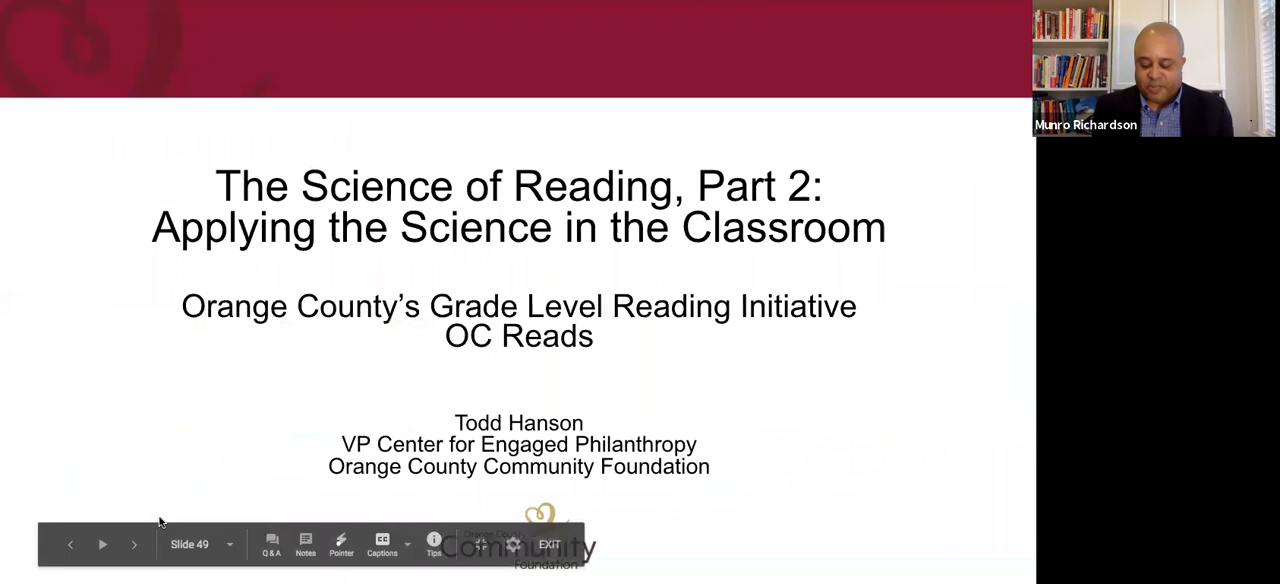 The Science of Reading, Part 2:
Applying the Science in the Classroom
Orange County’s Grade Level Reading Initiative
OC Reads
Todd Hanson
VP Center for Engaged Philanthropy
Orange County Community Foundation
Orange County
Community
Foundation
Slide 49
Q & A
Notes
Pointer
Captions
Tips
EXIT
Munro Richardson